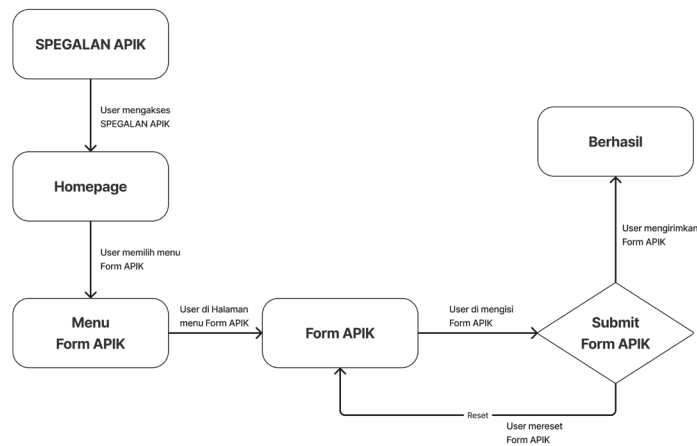 SPEGALAN APIK
User mengakses
SPEGALAN APIK
Homepage
User memilih menu
Form APIK
Menu
Form APIK
User di Halaman
menu Form APIK
Form APIK
User di mengisi
Form APIK
Submit
Form APIK
User mengirimkan
Form APIK
Berhasil
Reset
User mereset
Form APIK